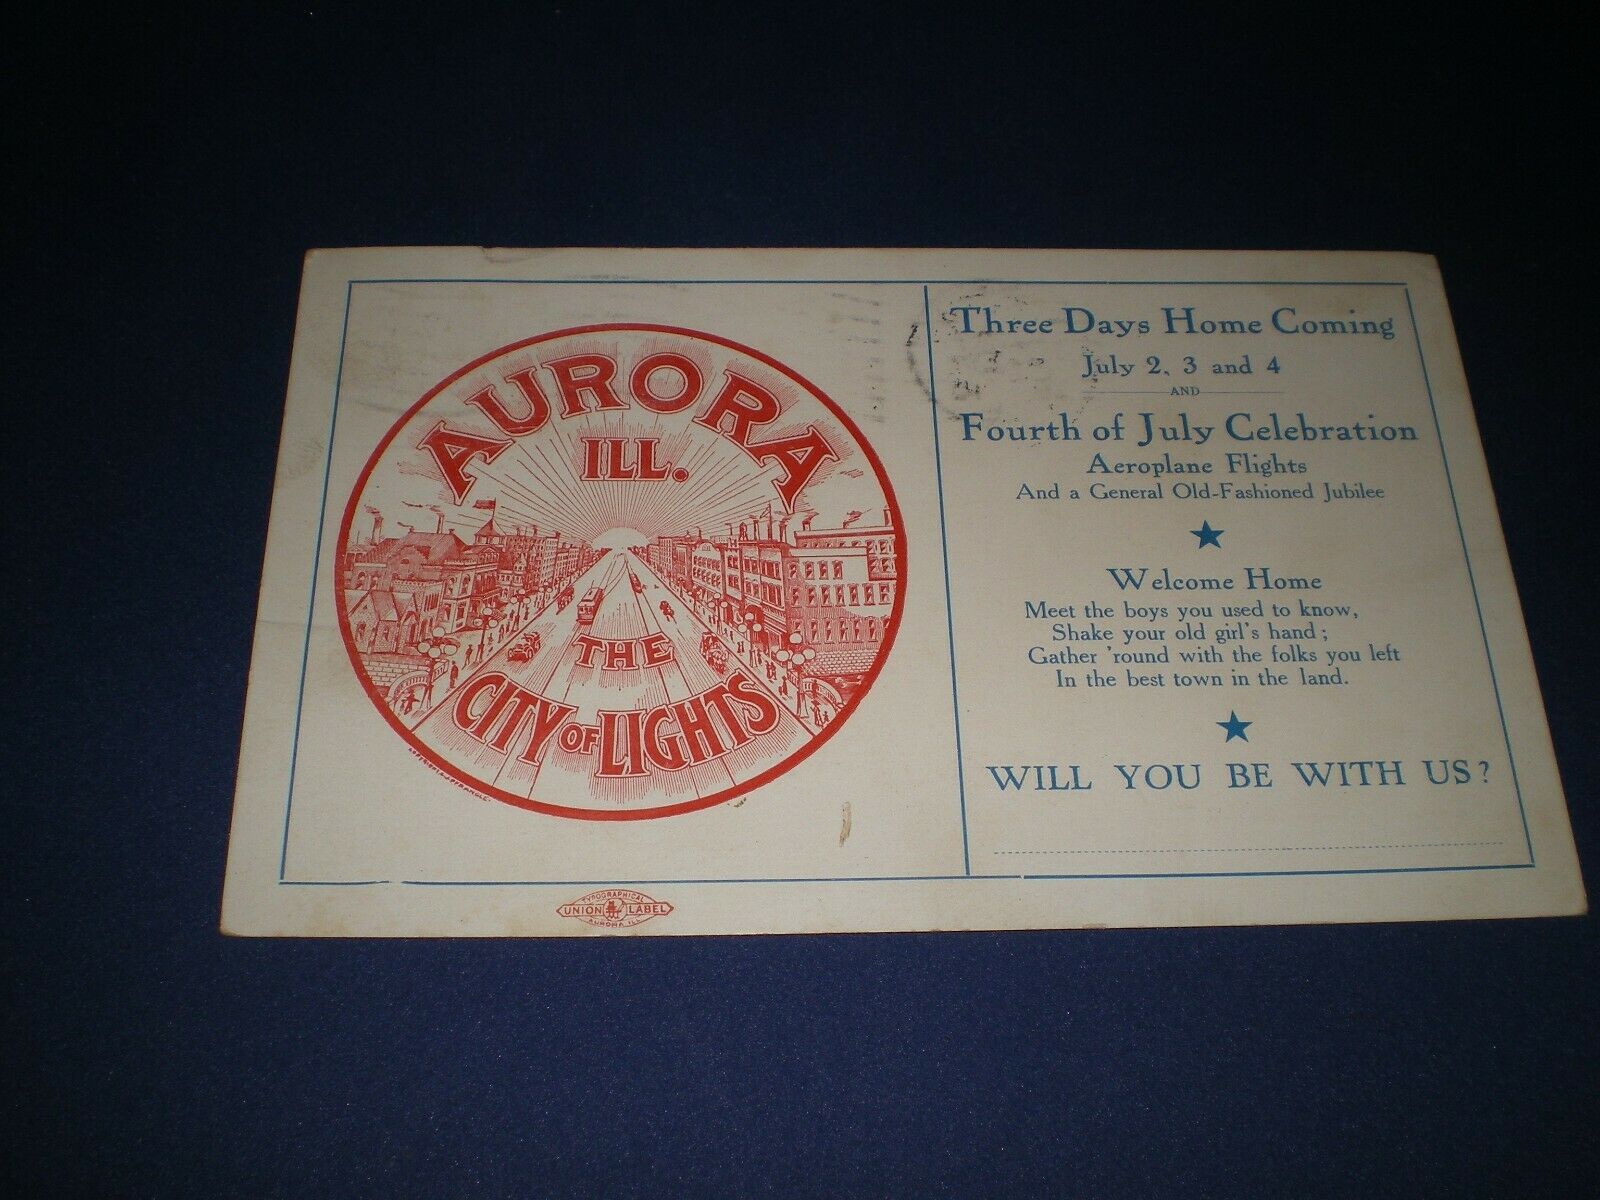 AURORA
ILL.
THE
CITY OF LIGHTS
TYPOGRAPHICAL
UNION LABEL
AURORA ILL
Three Days Home Coming
July 2, 3 and 4
AND
Fourth of July Celebration
Aeroplane Flights
And a General Old-Fashioned Jubilee
Welcome Home
Meet the boys you used to know,
Shake your old girl's hand;
Gather 'round with the folks you left
In the best town in the land.
WILL YOU BE WITH US?